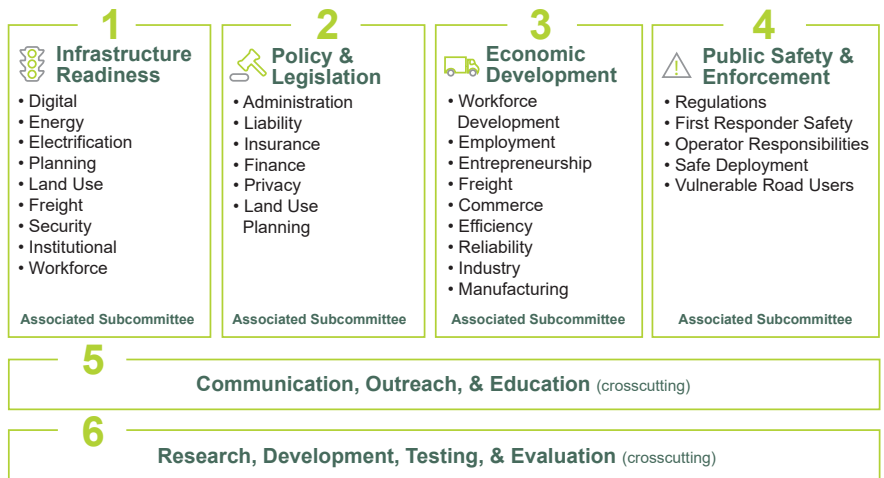 1
Infrastructure
Readiness
• Digital
• Energy
• Electrification
• Planning
• Land Use
• Freight
• Security
• Institutional
• Workforce
Associated Subcommittee
2
Policy &
Legislation
• Administration
• Liability
• Insurance
• Finance
• Privacy
• Land Use
Planning
Associated Subcommittee
3
Economic
Development
• Workforce
Development
• Employment
• Entrepreneurship
• Freight
• Commerce
• Efficiency
• Reliability
• Industry
• Manufacturing
Associated Subcommittee
4
Public Safety &
Enforcement
• Regulations
• First Responder Safety
• Operator Responsibilities
• Safe Deployment
• Vulnerable Road Users
Associated Subcommittee
5
Communication, Outreach, & Education (crosscutting)
6
Research, Development, Testing, & Evaluation (crosscutting)